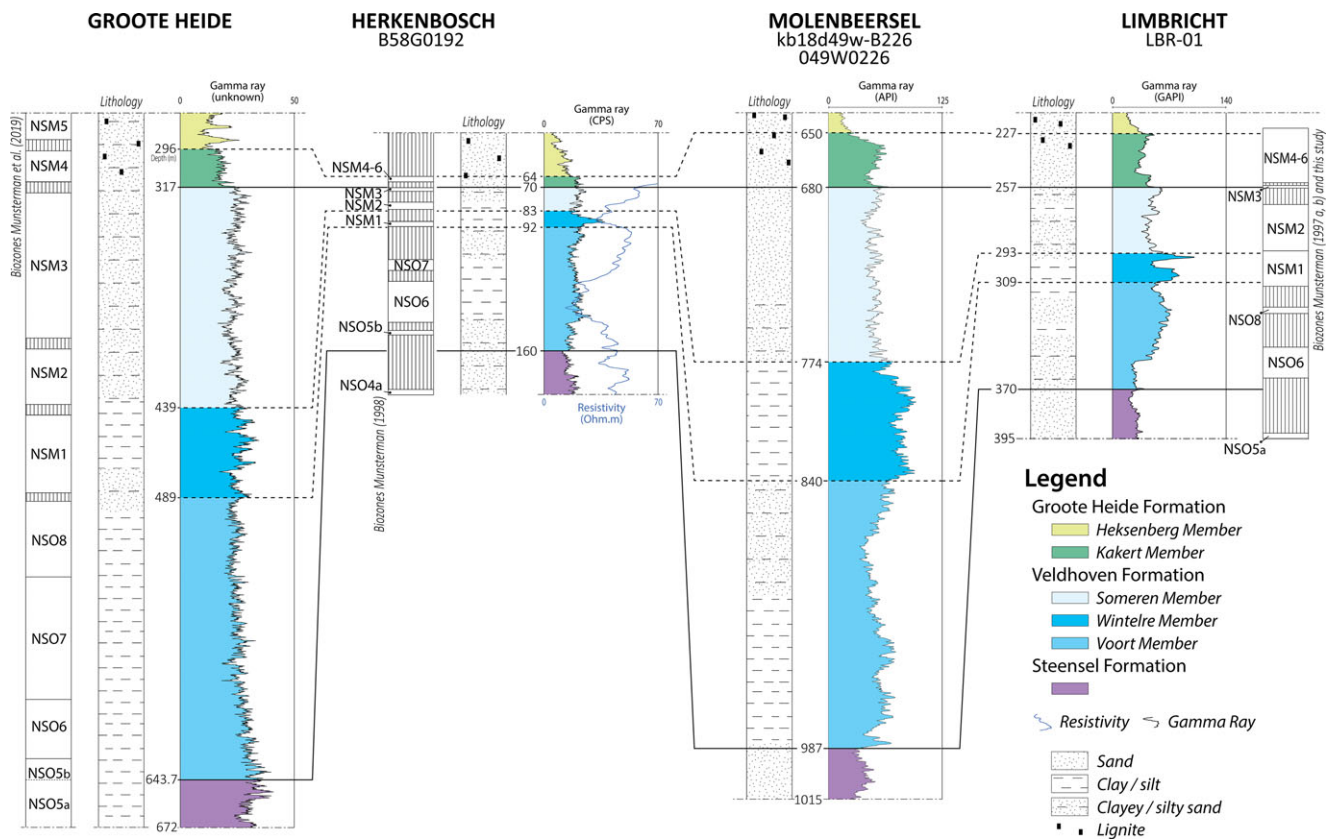 GROOTE HEIDE
HERKENBOSCH
B58G0192
MOLENBEERSEL
kb18d49w-B226
049W0226
LIMBRICHT
LBR-01
Biozones Munsterman et al. (2019)
NSM5
NSM4
NSM3
NSM2
NSM1
NSO8
NSO7
NSO6
NSO5b
NSO5a
Lithology
Gamma ray
(unknown)
0
50
296
Depth (m)
317
439
489
643.7
672
Biozones Munsterman (1998)
NSM4-6
NSM3
NSM2
NSM1
NSO7
NSO6
NSO5b
NSO4a
Lithology
Gamma ray
(CPS)
0
70
64
70
83
92
160
0
70
Resistivity
(Ohm.m)
Lithology
Gamma ray
(API)
0
125
650
680
774
840
987
1015
Lithology
Gamma ray
(GAPI)
0
140
227
257
293
309
370
395
NSM4-6
NSM3
NSM2
NSM1
NSO8
NSO6
NSO5a
Biozones Munsterman (1997 a, b) and this study
Legend
Groote Heide Formation
Heksenberg Member
Kakert Member
Veldhoven Formation
Someren Member
Wintelre Member
Voort Member
Steensel Formation
Resistivity
Gamma Ray
Sand
Clay / silt
Clayey / silty sand
Lignite